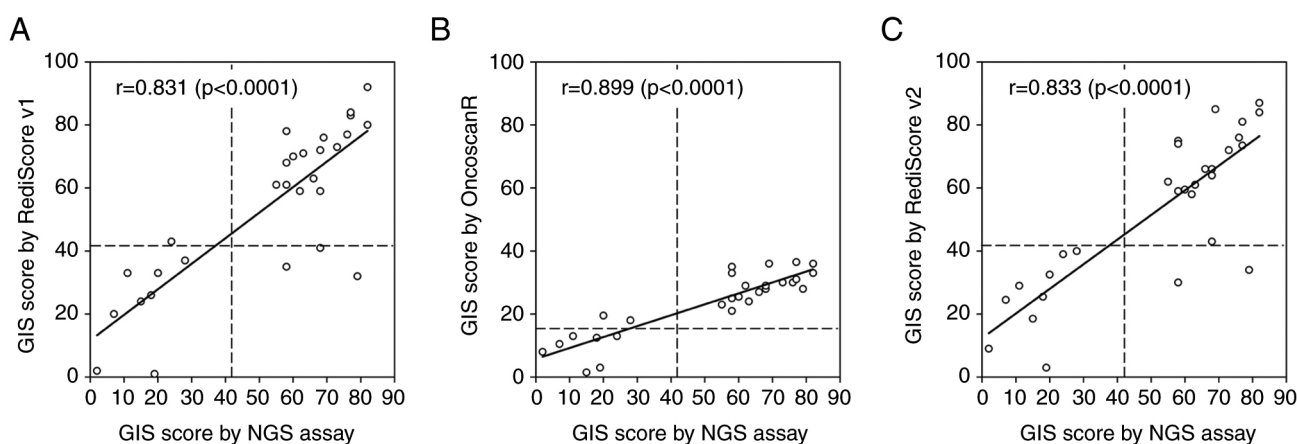 A
GIS score by RediScore v1
100
80
60
40
20
0
r=0.831 (p<0.0001)
0 10 20 30 40 50 60 70 80 90
GIS score by NGS assay
B
GIS score by OncoscanR
100
80
60
40
20
0
r=0.899 (p<0.0001)
0 10 20 30 40 50 60 70 80 90
GIS score by NGS assay
C
GIS score by RediScore v2
100
80
60
40
20
0
r=0.833 (p<0.0001)
0 10 20 30 40 50 60 70 80 90
GIS score by NGS assay